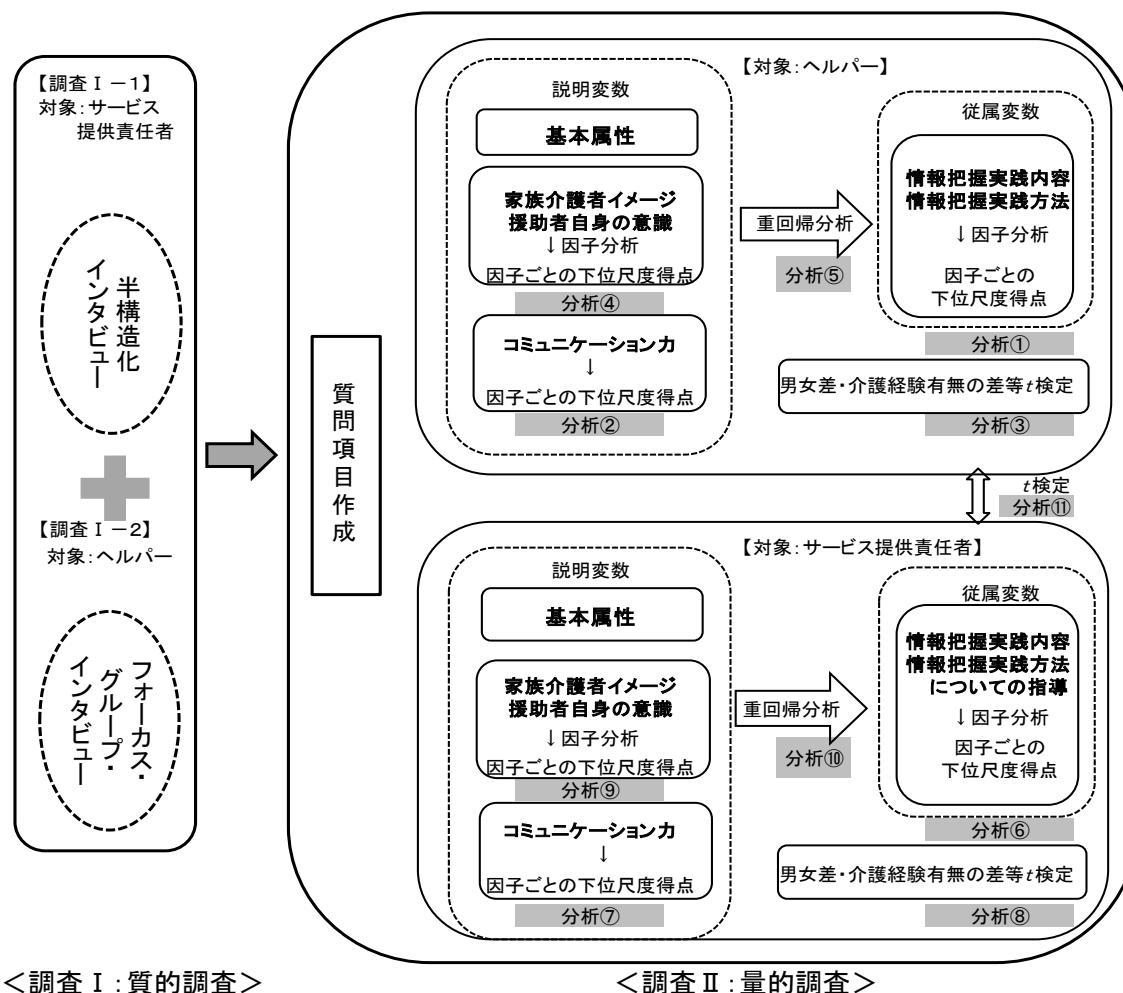 【調査Ⅰ－1】
対象：サービス
提供責任者
半構造化
インタビュー
【調査Ⅰ－2】
対象：ヘルパー
フォーカス・
グループ・
インタビュー
質問項目作成
【対象：ヘルパー】
説明変数
基本属性
家族介護者イメージ
援助者自身の意識
↓因子分析
因子ごとの下位尺度得点
分析④
コミュニケーション力
↓
因子ごとの下位尺度得点
分析②
重回帰分析
分析⑤
従属変数
情報把握実践内容
情報把握実践方法
↓因子分析
因子ごとの
下位尺度得点
分析①
男女差・介護経験有無の差等t検定
分析③
t検定
分析⑪
【対象：サービス提供責任者】
説明変数
基本属性
家族介護者イメージ
援助者自身の意識
↓因子分析
因子ごとの下位尺度得点
分析⑨
コミュニケーション力
↓
因子ごとの下位尺度得点
分析⑦
重回帰分析
分析⑩
従属変数
情報把握実践内容
情報把握実践方法
についての指導
↓因子分析
因子ごとの
下位尺度得点
分析⑥
男女差・介護経験有無の差等t検定
分析⑧
＜調査Ⅰ：質的調査＞
＜調査Ⅱ：量的調査＞